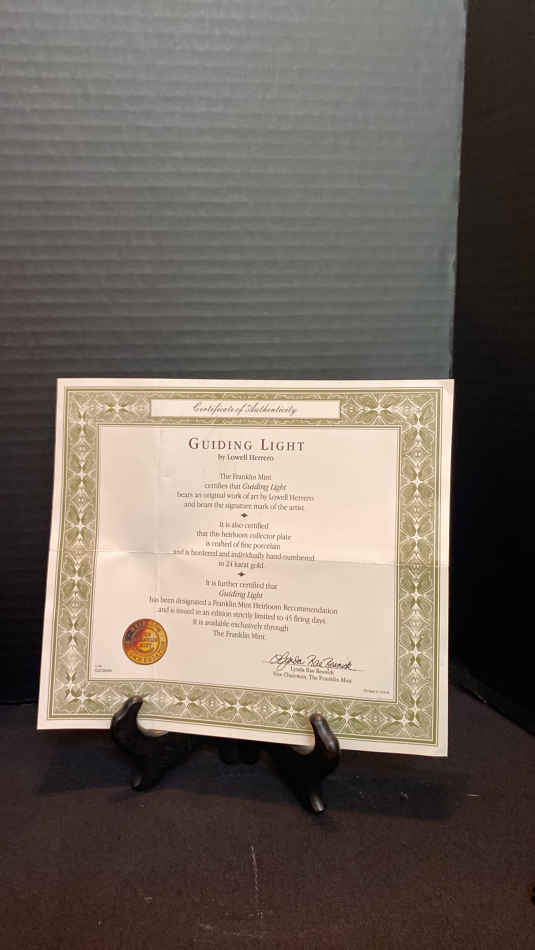 Certificate of Authenticity
GUIDING LIGHT
by Lowell Herrero
The Franklin Mint
certifies that Guiding Light
bears an original work of art by Lowell Herrero
and bears the signature mark of the artist.
It is also certified
that this heirloom collector plate
is crafted of fine porcelain
and is bordered and individually hand-numbered
in 24 karat gold.
It is further certified that
Guiding Light
has been designated a Franklin Mint Heirloom Recommendation
and is issued in an edition strictly limited to 45 firing days.
It is available exclusively through
The Franklin Mint.
Lynda Rae Resnick
Lynda Rae Resnick
Vice Chairman, The Franklin Mint
Printed in U.S.A.